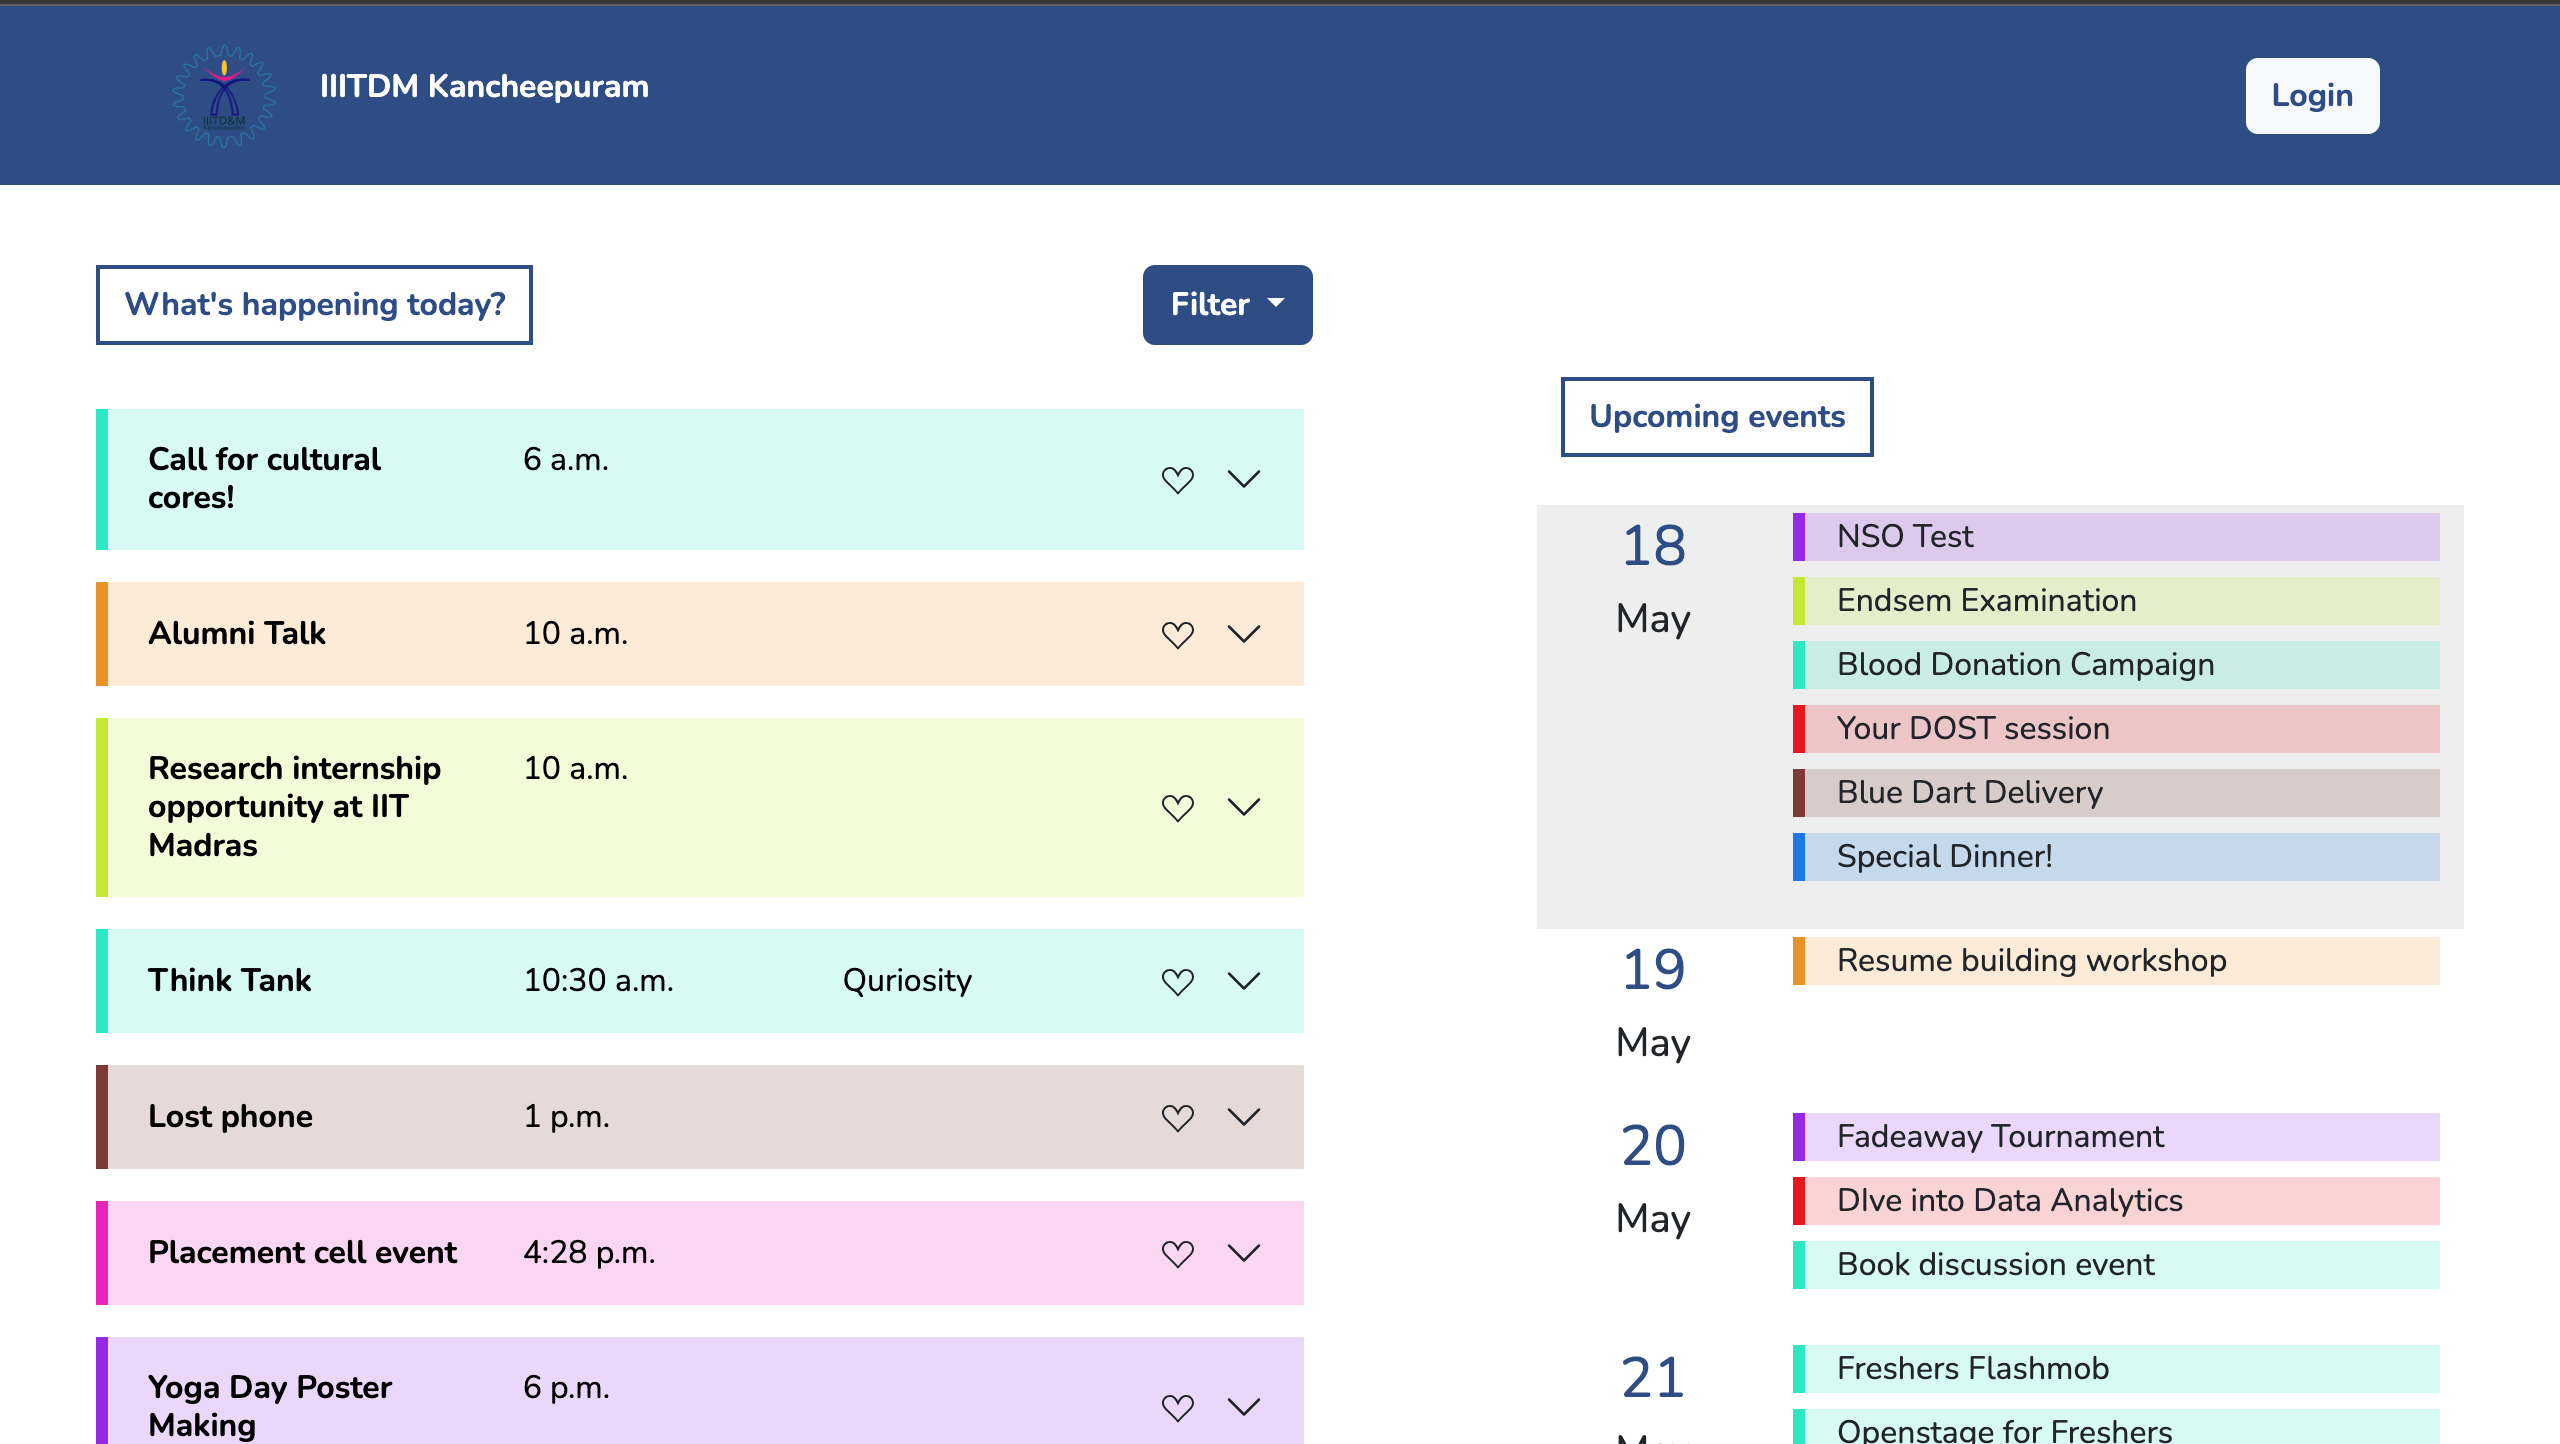 IIITD&M
Kancheepuram
IIITDM Kancheepuram
Login
What's happening today?
Filter
Call for cultural
cores!
6 a.m.
Alumni Talk
10 a.m.
Research internship
opportunity at IIT
Madras
10 a.m.
Think Tank
10:30 a.m.
Quriosity
Lost phone
1 p.m.
Placement cell event
4:28 p.m.
Yoga Day Poster
Making
6 p.m.
Upcoming events
18
May
NSO Test
Endsem Examination
Blood Donation Campaign
Your DOST session
Blue Dart Delivery
Special Dinner!
19
May
Resume building workshop
20
May
Fadeaway Tournament
DIve into Data Analytics
Book discussion event
21
May
Freshers Flashmob
Openstage for Freshers